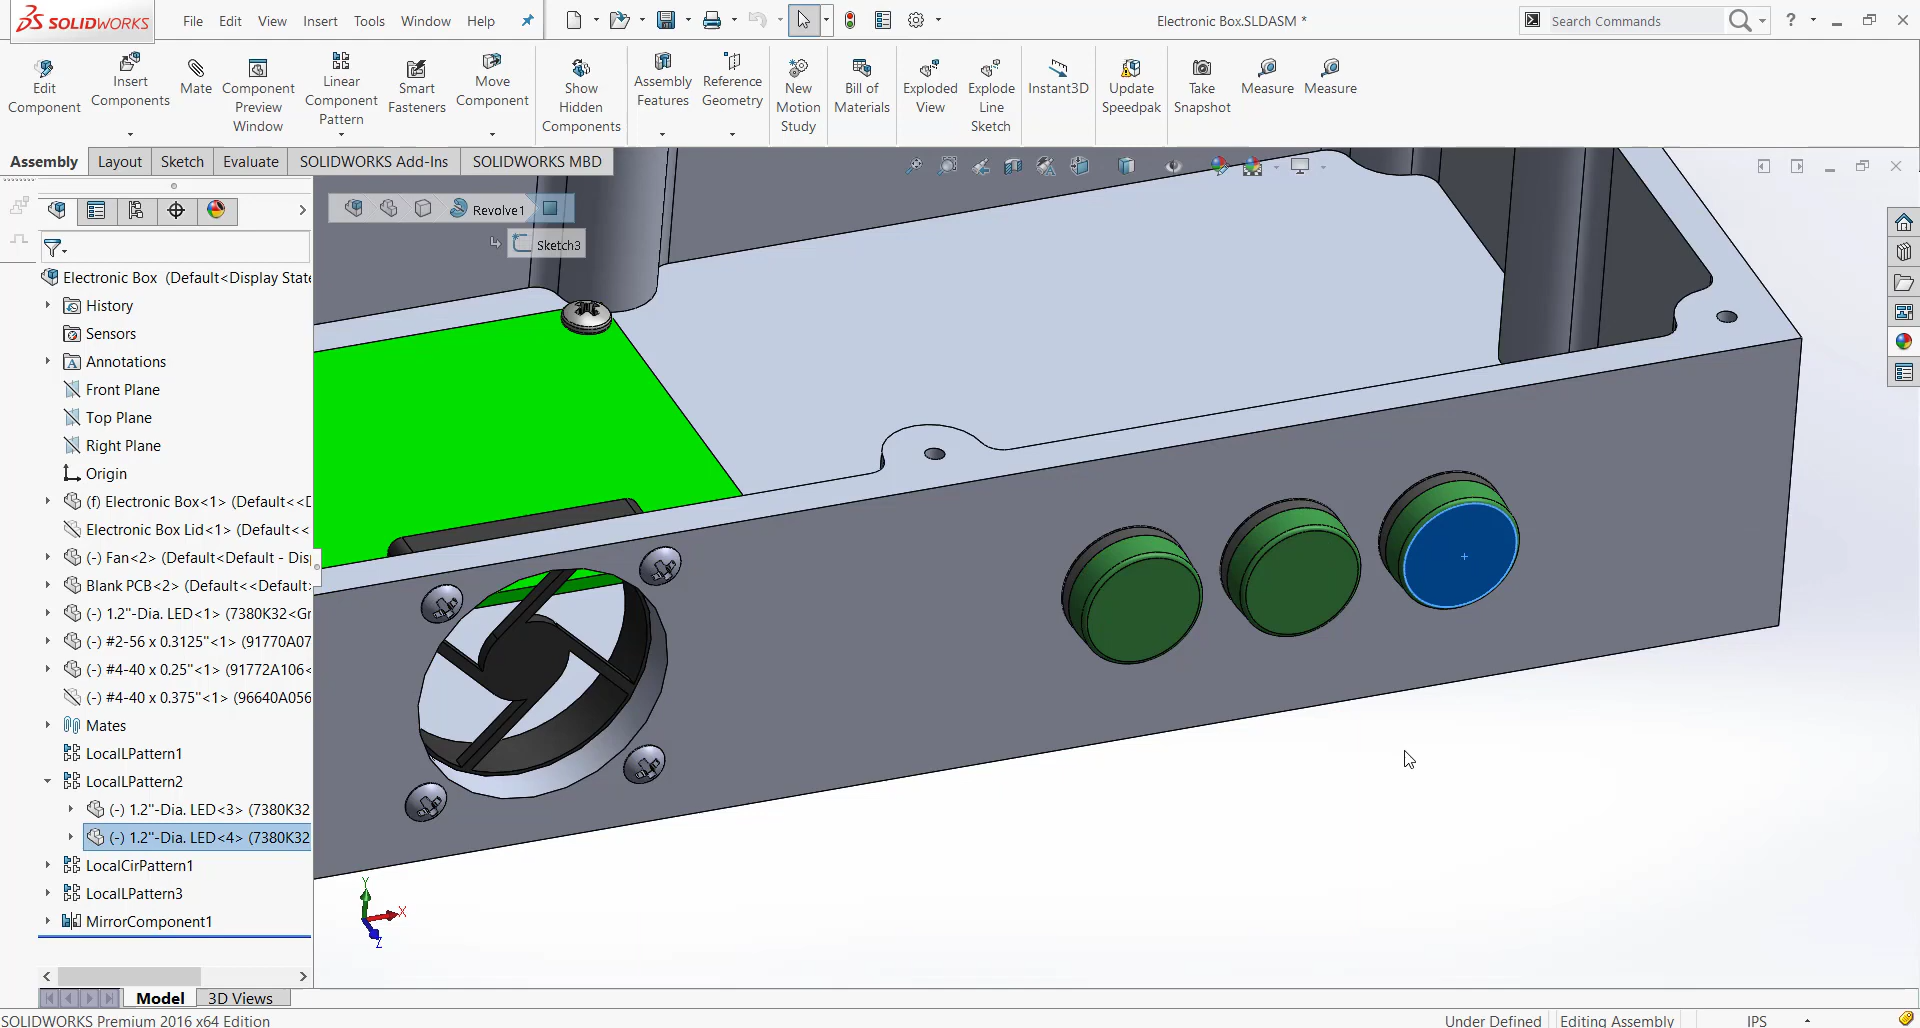 SOLIDWORKS
File Edit View Insert Tools Window Help
Electronic Box.SLDASM *
Search Commands
?
Edit Component
Insert Components
Mate
Component Preview Window
Linear Component Pattern
Smart Fasteners
Move Component
Show Hidden Components
Assembly Features
Reference Geometry
New Motion Study
Bill of Materials
Exploded View
Explode Line Sketch
Instant3D
Update Speedpak
Take Snapshot
Measure
Measure
Assembly Layout Sketch Evaluate SOLIDWORKS Add-Ins SOLIDWORKS MBD
Revolve1
Sketch3
Electronic Box (Default<Display State
History
Sensors
Annotations
Front Plane
Top Plane
Right Plane
Origin
(f) Electronic Box<1> (Default<<D
Electronic Box Lid<1> (Default<<
(-) Fan<2> (Default<Default - Disp
Blank PCB<2> (Default<<Default>
(-) 1.2"-Dia. LED<1> (7380K32<Gr
(-) #2-56 x 0.3125"<1> (91770A07
(-) #4-40 x 0.25"<1> (91772A106<
(-) #4-40 x 0.375"<1> (96640A056
Mates
LocalLPattern1
LocalLPattern2
(-) 1.2"-Dia. LED<3> (7380K32
(-) 1.2"-Dia. LED<4> (7380K32
LocalCirPattern1
LocalLPattern3
MirrorComponent1
Y
X
Z
Model 3D Views
SOLIDWORKS Premium 2016 x64 Edition
Under Defined Editing Assembly IPS